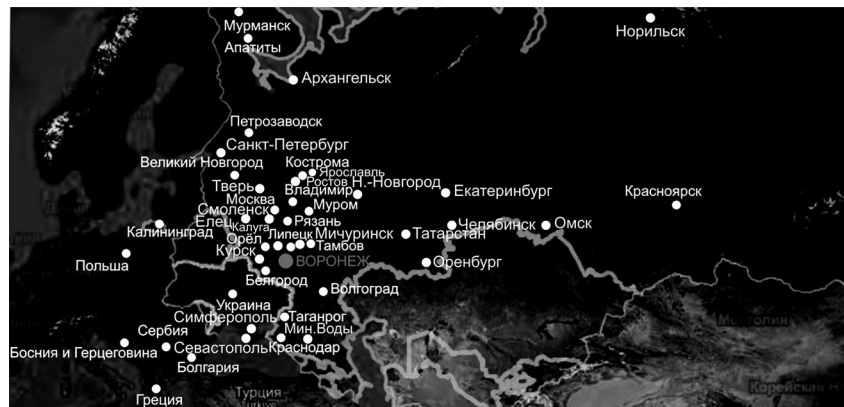 Мурманск
Норильск
Апатиты
Архангельск
Петрозаводск
Санкт-Петербург
Великий Новгород
Кострома
Ярославль
Ростов
Н.-Новгород
Тверь
Владимир
Екатеринбург
Красноярск
Москва
Муром
Смоленск
Елец
Калуга
Рязань
Калининград
Челябинск
Омск
Орёл
Липецк
Мичуринск
Татарстан
Тамбов
Курск
ВОРОНЕЖ
Оренбург
Польша
Белгород
Волгоград
Украина
Симферополь
Таганрог
Монголия
Сербия
Мин.Воды
Босния и Герцеговина
Севастополь
Краснодар
Болгария
Корейская Н
Греция
Турция
Türkiye